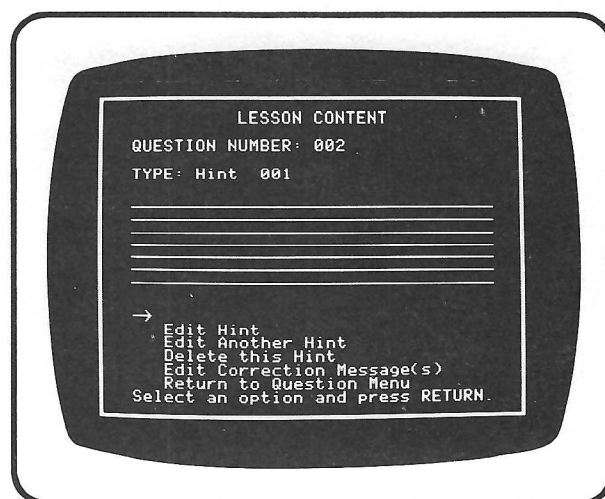 LESSON CONTENT
QUESTION NUMBER: 002
TYPE: Hint 001
→
Edit Hint
Edit Another Hint
Delete this Hint
Edit Correction Message(s)
Return to Question Menu
Select an option and press RETURN.